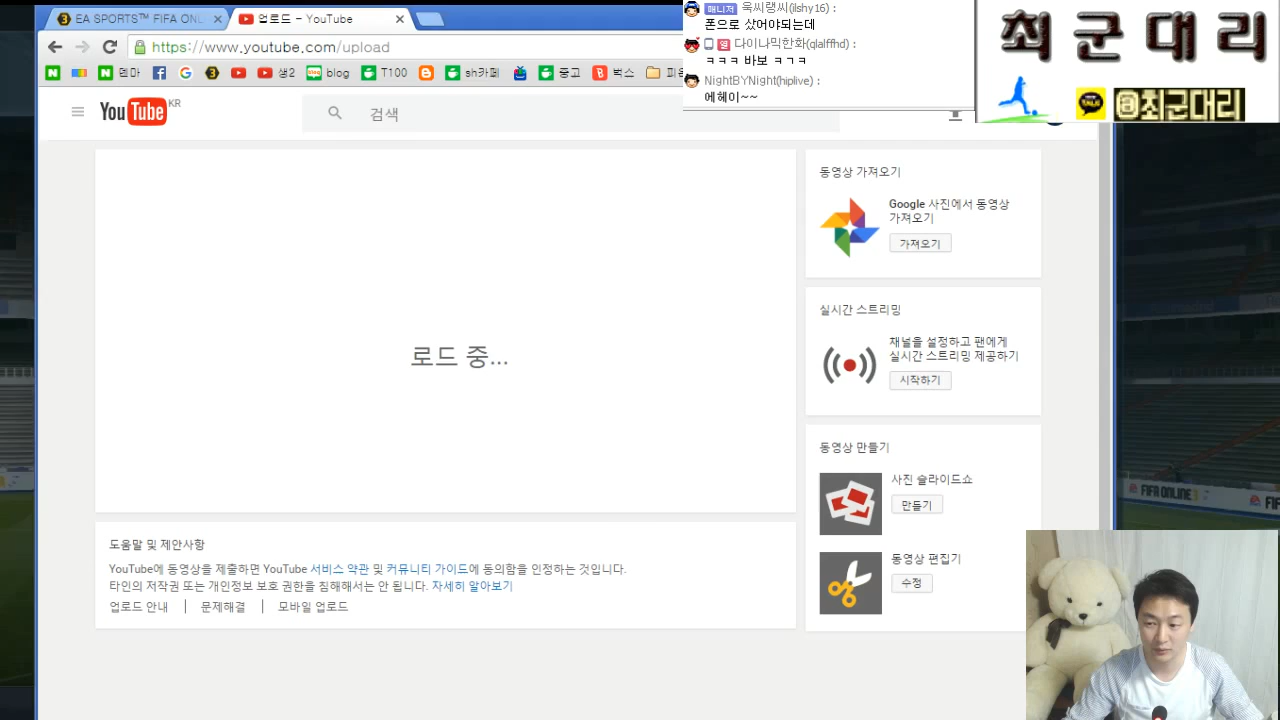 EA SPORTS™ FIFA ONL
업로드 - YouTube
https://www.youtube.com/upload
덤마
생2
blog
T100
sh카페
중고
벅스
매니저 욱씨랭씨(lishy16) :
폰으로 샀어야되는데
열 다이나믹한화(qlalffhd) :
ㅋㅋㅋ 바보 ㅋㄱㅋ
NightBYNight(hiplive) :
에헤이~~
최 군 대 리
TALK
@최군대리
YouTube KR
검색
로드 중...
동영상 가져오기
Google 사진에서 동영상
가져오기
가져오기
실시간 스트리밍
채널을 설정하고 팬에게
실시간 스트리밍 제공하기
시작하기
동영상 만들기
사진 슬라이드쇼
만들기
동영상 편집기
수정
도움말 및 제안사항
YouTube에 동영상을 제출하면 YouTube 서비스 약관 및 커뮤니티 가이드에 동의함을 인정하는 것입니다.
타인의 저작권 또는 개인정보 보호 권한을 침해해서는 안 됩니다. 자세히 알아보기
업로드 안내 | 문제해결 | 모바일 업로드
FIFA ONLINE 3
FIFA